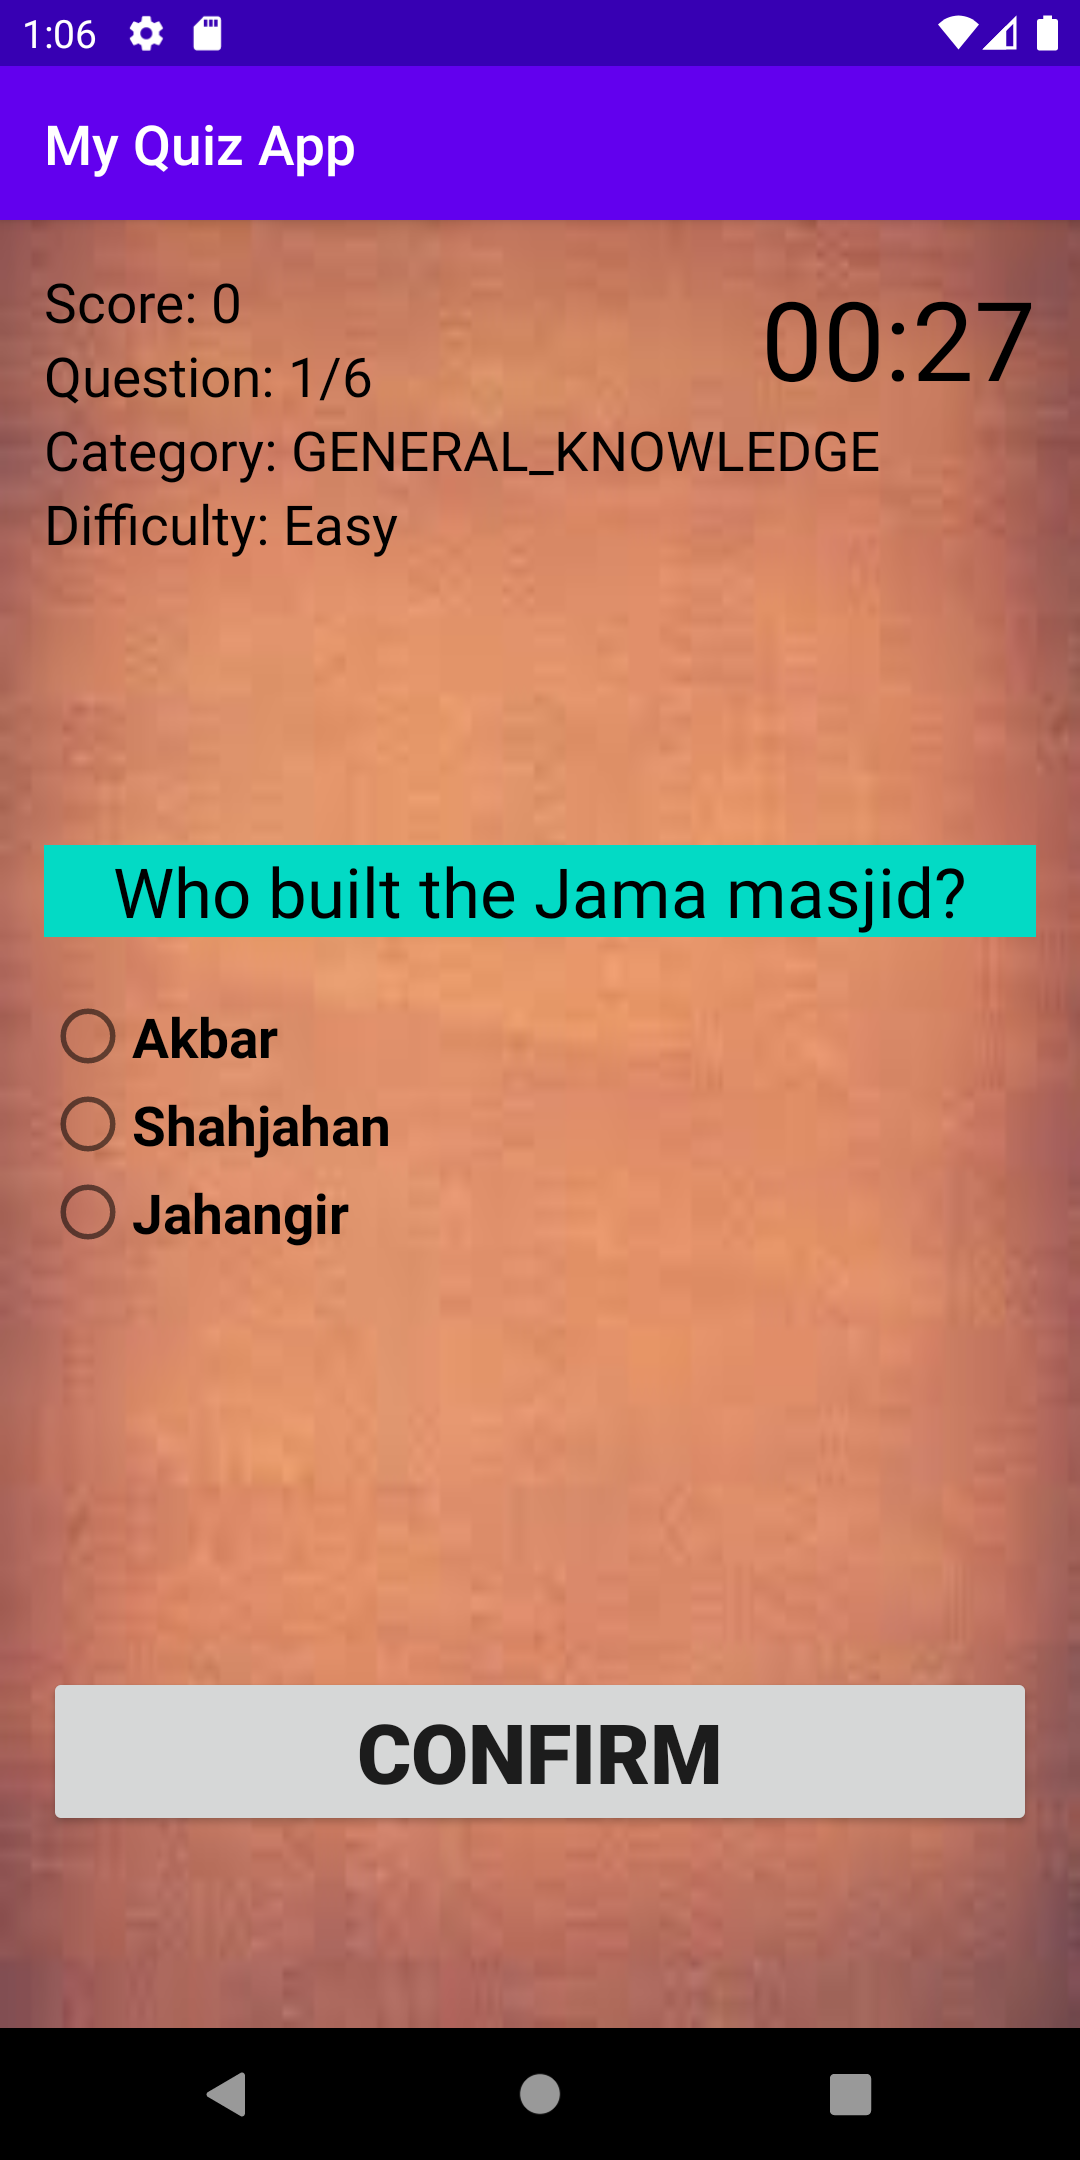 1:06
My Quiz App
Score: 0
00:27
Question: 1/6
Category: GENERAL_KNOWLEDGE
Difficulty: Easy
Who built the Jama masjid?
Akbar
Shahjahan
Jahangir
CONFIRM